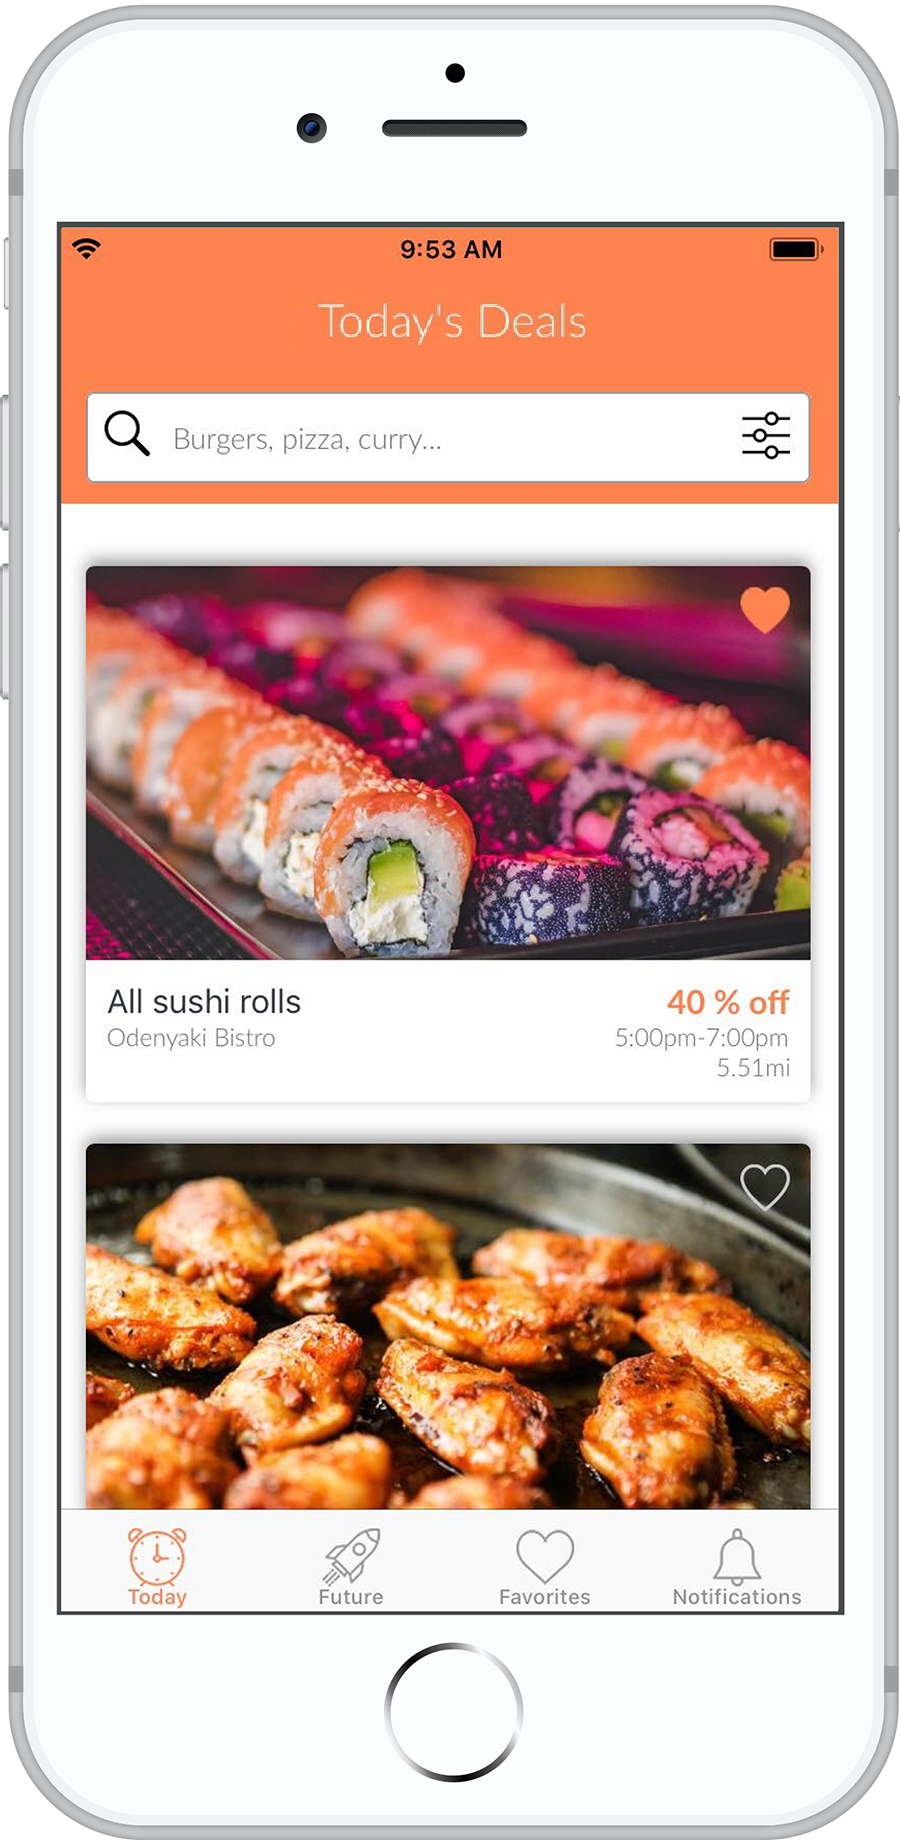 9:53 AM
Today's Deals
Burgers, pizza, curry...
All sushi rolls
40 % off
Odenyaki Bistro
5:00pm-7:00pm
5.51mi
Today
Future
Favorites
Notifications